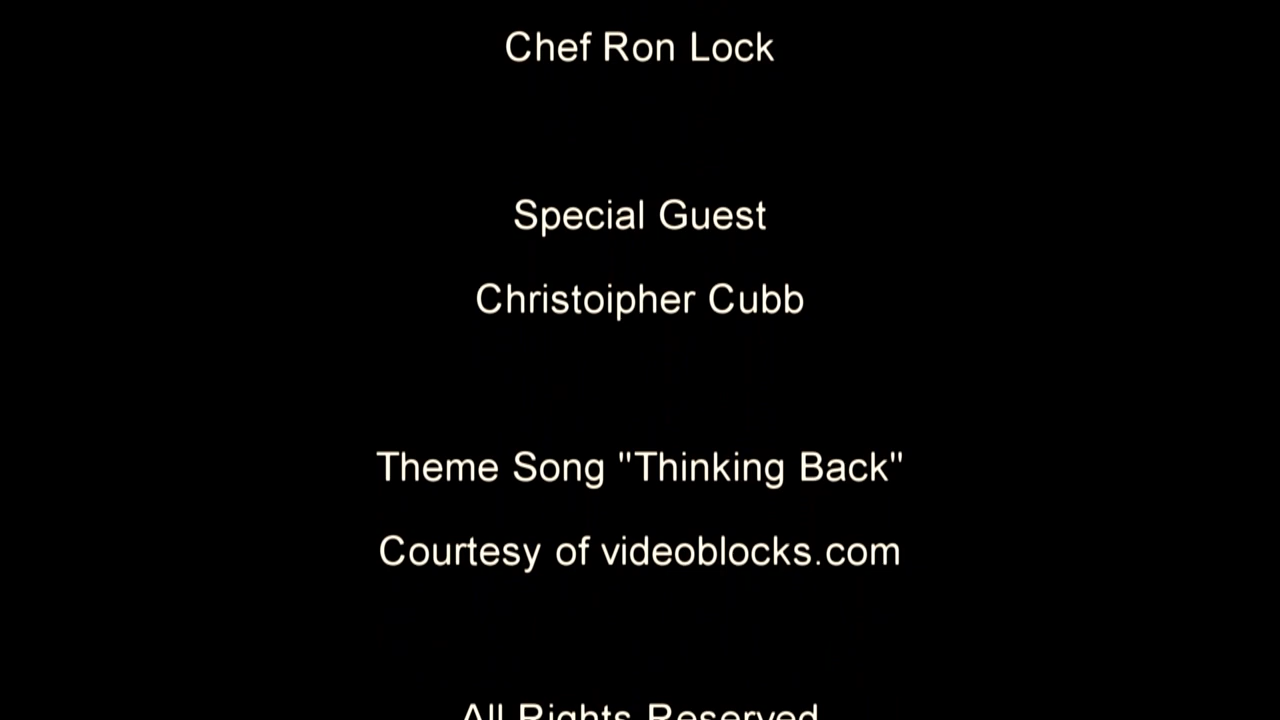 Chef Ron Lock
Special Guest
Christoipher Cubb
Theme Song "Thinking Back"
Courtesy of videoblocks.com
All Rights Reserved